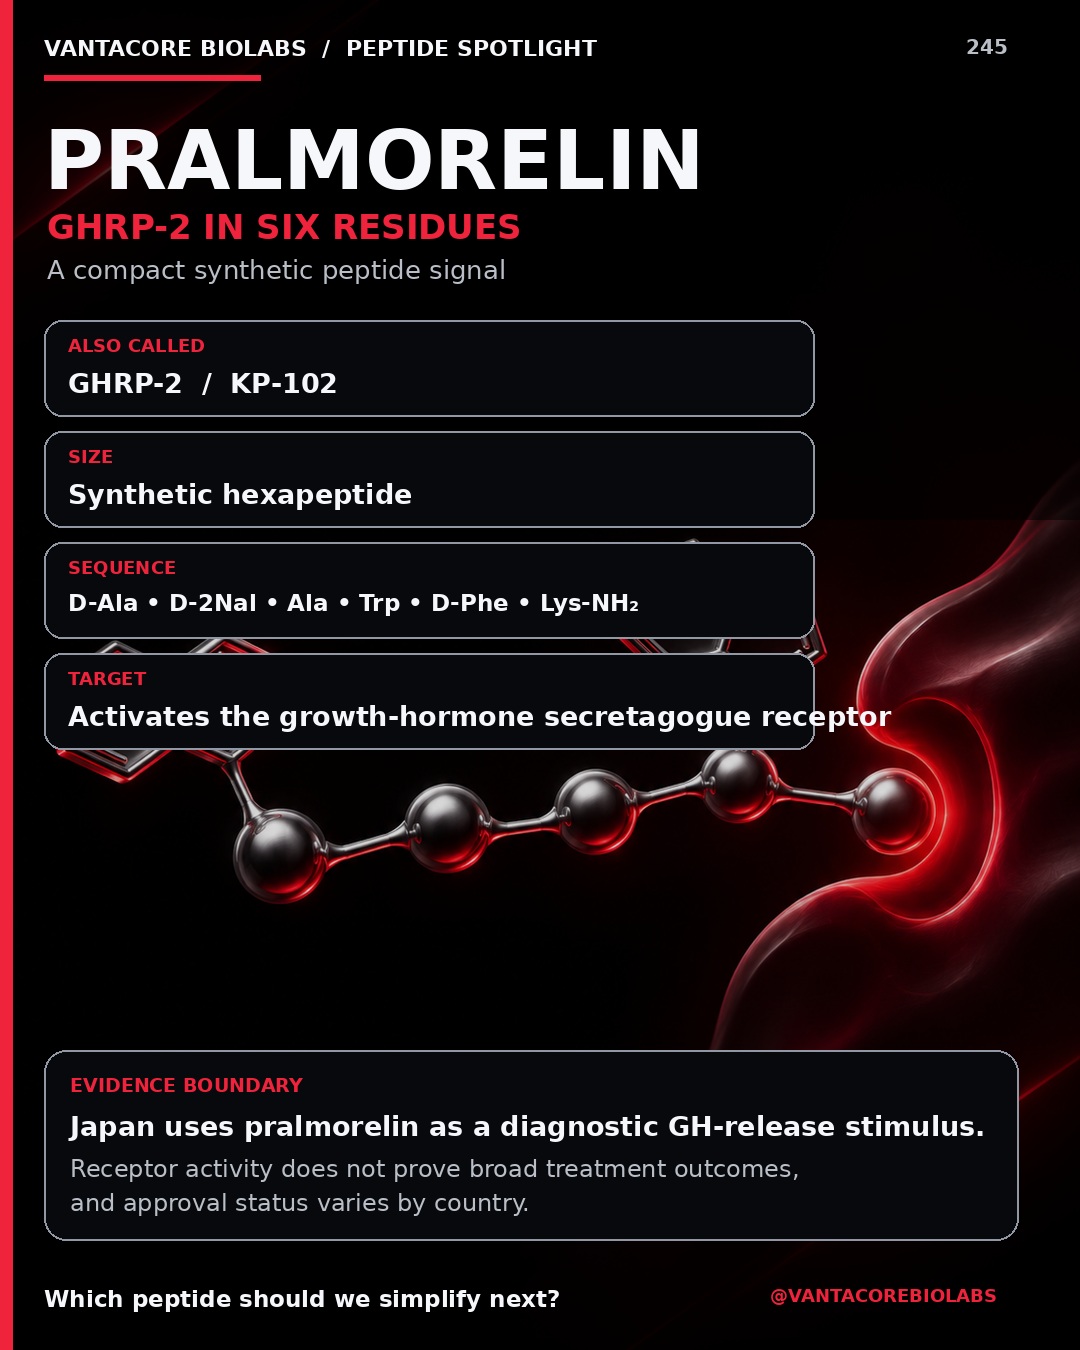 VANTACORE BIOLABS / PEPTIDE SPOTLIGHT
245
PRALMORELIN
GHRP-2 IN SIX RESIDUES
A compact synthetic peptide signal
ALSO CALLED
GHRP-2 / KP-102
SIZE
Synthetic hexapeptide
SEQUENCE
D-Ala • D-2Nal • Ala • Trp • D-Phe • Lys-NH₂
TARGET
Activates the growth-hormone secretagogue receptor
EVIDENCE BOUNDARY
Japan uses pralmorelin as a diagnostic GH-release stimulus.
Receptor activity does not prove broad treatment outcomes,
and approval status varies by country.
Which peptide should we simplify next?
@VANTACOREBIOLABS